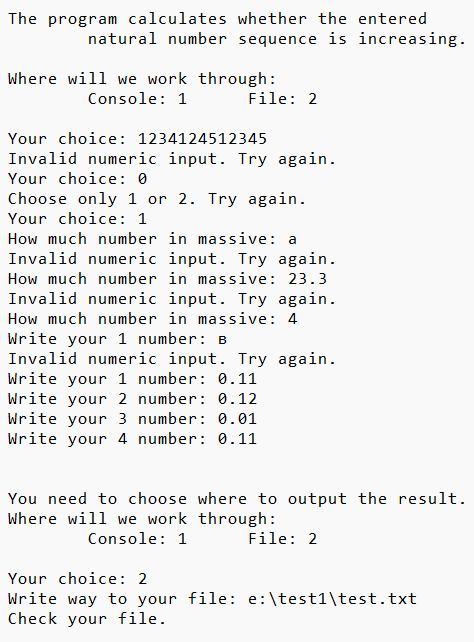 The program calculates whether the entered
natural number sequence is increasing.
Where will we work through:
Console: 1 File: 2
Your choice: 1234124512345
Invalid numeric input. Try again.
Your choice: 0
Choose only 1 or 2. Try again.
Your choice: 1
How much number in massive: a
Invalid numeric input. Try again.
How much number in massive: 23.3
Invalid numeric input. Try again.
How much number in massive: 4
Write your 1 number: в
Invalid numeric input. Try again.
Write your 1 number: 0.11
Write your 2 number: 0.12
Write your 3 number: 0.01
Write your 4 number: 0.11
You need to choose where to output the result.
Where will we work through:
Console: 1 File: 2
Your choice: 2
Write way to your file: e:\test1\test.txt
Check your file.